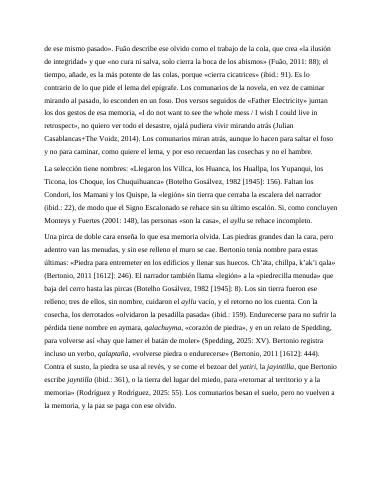 de ese mismo pasado». Fuão describe ese olvido como el trabajo de la cola, que crea «la ilusión
de integridad» y que «no cura ni salva, solo cierra la boca de los abismos» (Fuão, 2011: 88); el
tiempo, añade, es la más potente de las colas, porque «cierra cicatrices» (ibid.: 91). Es lo
contrario de lo que pide el lema del epígrafe. Los comunarios de la novela, en vez de caminar
mirando al pasado, lo esconden en un foso. Dos versos seguidos de «Father Electricity» juntan
los dos gestos de esa memoria, «I do not want to see the whole mess / I wish I could live in
retrospect», no quiero ver todo el desastre, ojalá pudiera vivir mirando atrás (Julian
Casablancas+The Voidz, 2014). Los comunarios miran atrás, aunque lo hacen para saltar el foso
y no para caminar, como quiere el lema, y por eso recuerdan las cosechas y no el hambre.
La selección tiene nombres: «Llegaron los Villca, los Huanca, los Huallpa, los Yupanqui, los
Ticona, los Choque, los Chuquihuanca» (Botelho Gosálvez, 1982 [1945]: 156). Faltan los
Condori, los Mamani y los Quispe, la «legión» sin tierra que cerraba la escalera del narrador
(ibid.: 22), de modo que el Signo Escalonado se rehace sin su último escalón. Si, como concluyen
Monteys y Fuertes (2001: 148), las personas «son la casa», el ayllu se rehace incompleto.
Una pirca de doble cara enseña lo que esa memoria olvida. Las piedras grandes dan la cara, pero
adentro van las menudas, y sin ese relleno el muro se cae. Bertonio tenía nombre para estas
últimas: «Piedra para entremeter en los edificios y llenar sus huecos. Ch'äta, chillpa, k'ak'i qala»
(Bertonio, 2011 [1612]: 246). El narrador también llama «legión» a la «piedrecilla menuda» que
baja del cerro hasta las pircas (Botelho Gosálvez, 1982 [1945]: 8). Los sin tierra fueron ese
relleno; tres de ellos, sin nombre, cuidaron el ayllu vacío, y el retorno no los cuenta. Con la
cosecha, los derrotados «olvidaron la pesadilla pasada» (ibid.: 159). Endurecerse para no sufrir la
pérdida tiene nombre en aymara, qalachuyma, «corazón de piedra», y en un relato de Spedding,
para volverse así «hay que lamer el batán de moler» (Spedding, 2025: XV). Bertonio registra
incluso un verbo, qalaptaña, «volverse piedra o endurecerse» (Bertonio, 2011 [1612]: 444).
Contra el susto, la piedra se usa al revés, y se come el bezoar del yatiri, la jayintilla, que Bertonio
escribe jayntilla (ibid.: 361), o la tierra del lugar del miedo, para «retornar al territorio y a la
memoria» (Rodríguez y Rodríguez, 2025: 55). Los comunarios besan el suelo, pero no vuelven a
la memoria, y la paz se paga con ese olvido.